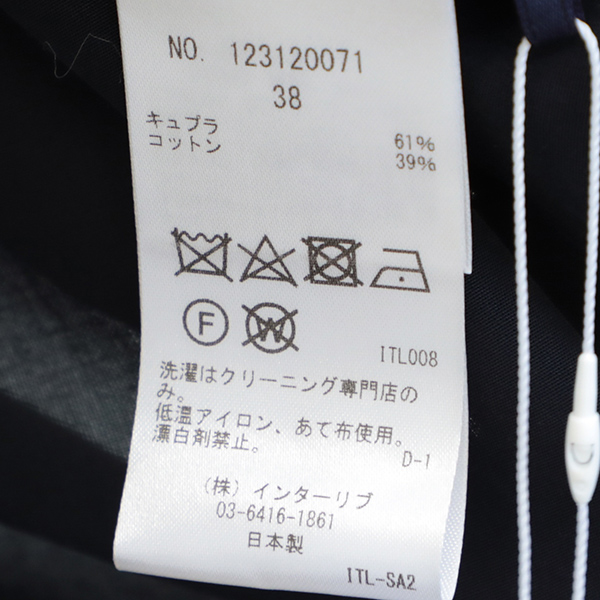 NO. 123120071
38
キュプラ 61%
コットン 39%
F W
ITL008
洗濯はクリーニング専門店の
み。
低温アイロン、あて布使用。
漂白剤禁止。
D-1
(株)インターリブ
03-6416-1861
日本製
ITL-SA2